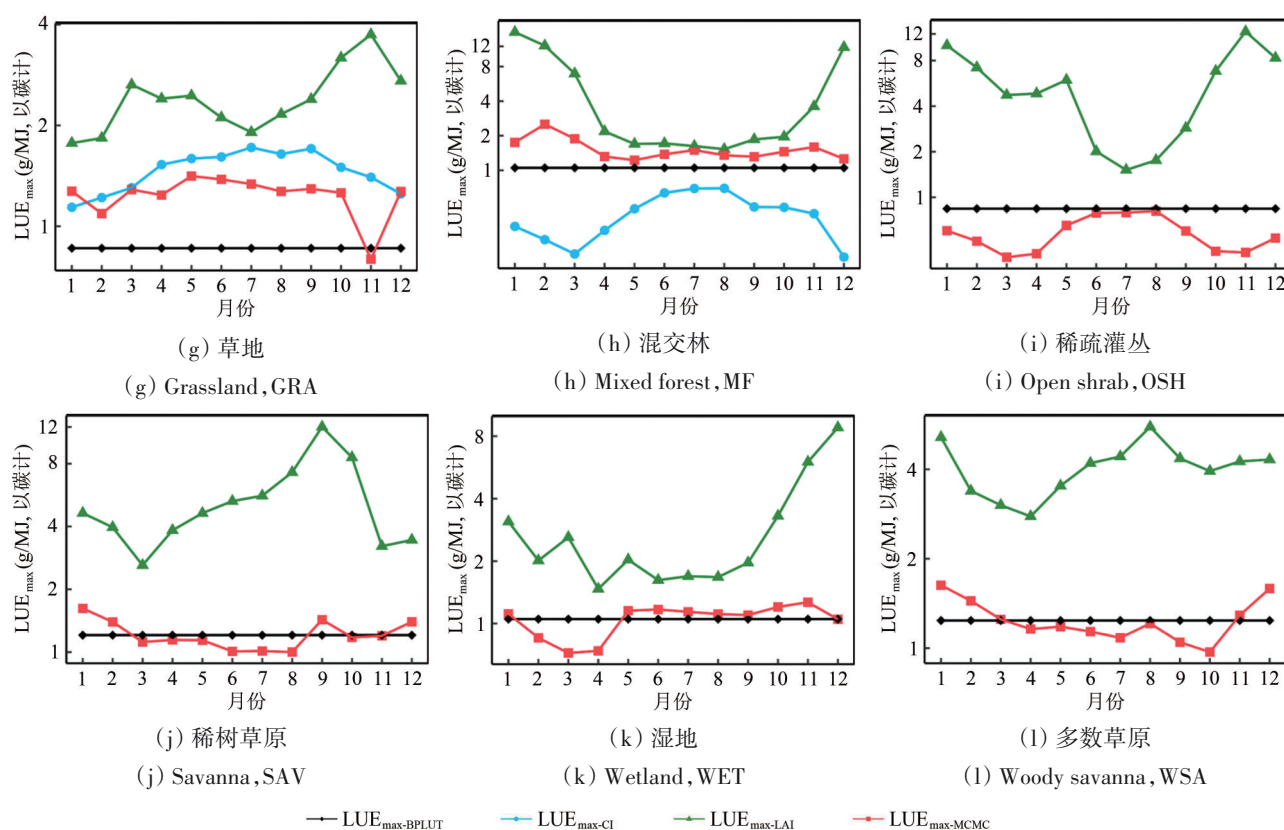 LUEmax (g/MJ, 以碳计)
4
2
1
1 2 3 4 5 6 7 8 9 10 11 12
月份
(g) 草地
(g) Grassland,GRA
LUEmax (g/MJ, 以碳计)
12
8
4
2
1
1 2 3 4 5 6 7 8 9 10 11 12
月份
(h) 混交林
(h) Mixed forest,MF
LUEmax (g/MJ, 以碳计)
12
8
4
2
1
1 2 3 4 5 6 7 8 9 10 11 12
月份
(i) 稀疏灌丛
(i) Open shrab,OSH
LUEmax (g/MJ, 以碳计)
12
8
4
2
1
1 2 3 4 5 6 7 8 9 10 11 12
月份
(j) 稀树草原
(j) Savanna,SAV
LUEmax (g/MJ, 以碳计)
8
4
2
1
1 2 3 4 5 6 7 8 9 10 11 12
月份
(k) 湿地
(k) Wetland,WET
LUEmax (g/MJ, 以碳计)
4
2
1
1 2 3 4 5 6 7 8 9 10 11 12
月份
(l) 多数草原
(l) Woody savanna,WSA
LUEmax-BPLUT LUEmax-CI LUEmax-LAI LUEmax-MCMC